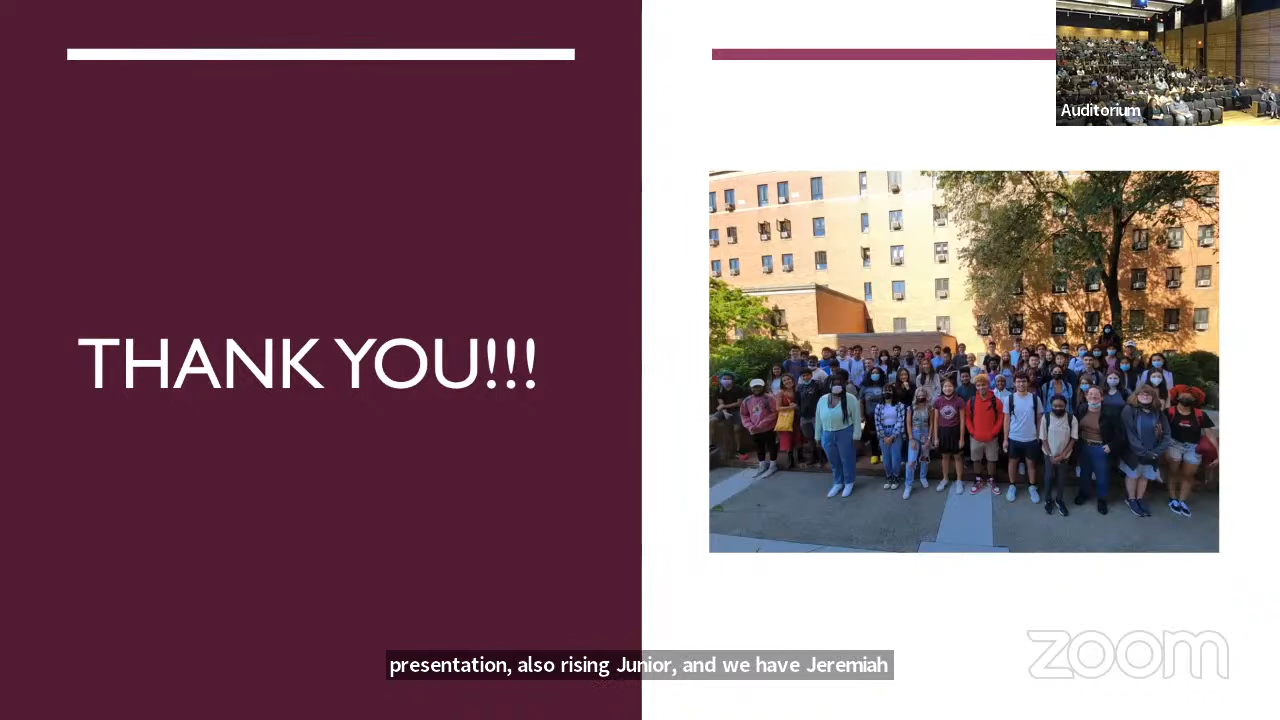 Auditorium
THANK YOU!!!
presentation, also rising Junior, and we have Jeremiah
zoom